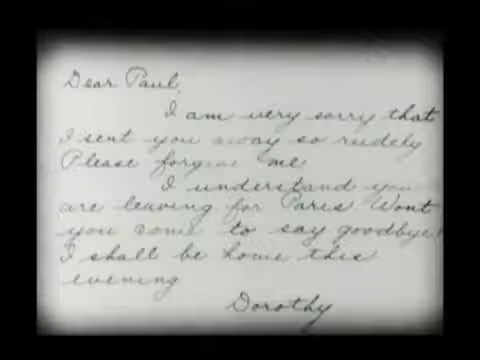 Dear Paul,
I am very sorry that
I sent you away so rudely
Please forgive me
I understand you
are leaving for Paris. Wont
you come to say goodbye?
I shall be home this
evening
Dorothy